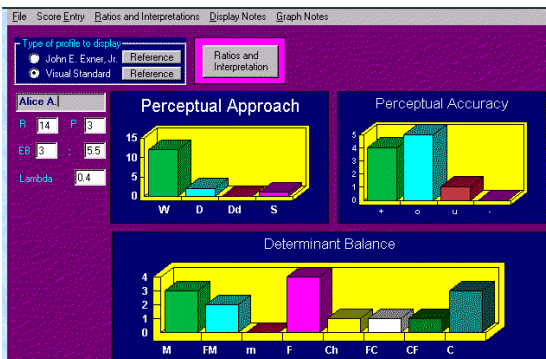 File Score Entry Ratios and Interpretations Display Notes Graph Notes
Type of profile to display
John E. Exner, Jr. Reference
Visual Standard Reference
Ratios and
Interpretation
Alice A.
R 14 P 3
EB 3 : 5.5
Lambda 0.4
Perceptual Approach
15
10
5
0
W D Dd S
Perceptual Accuracy
5
4
3
2
1
0
+ o u -
Determinant Balance
4
3
2
1
0
M FM m F Ch FC CF C